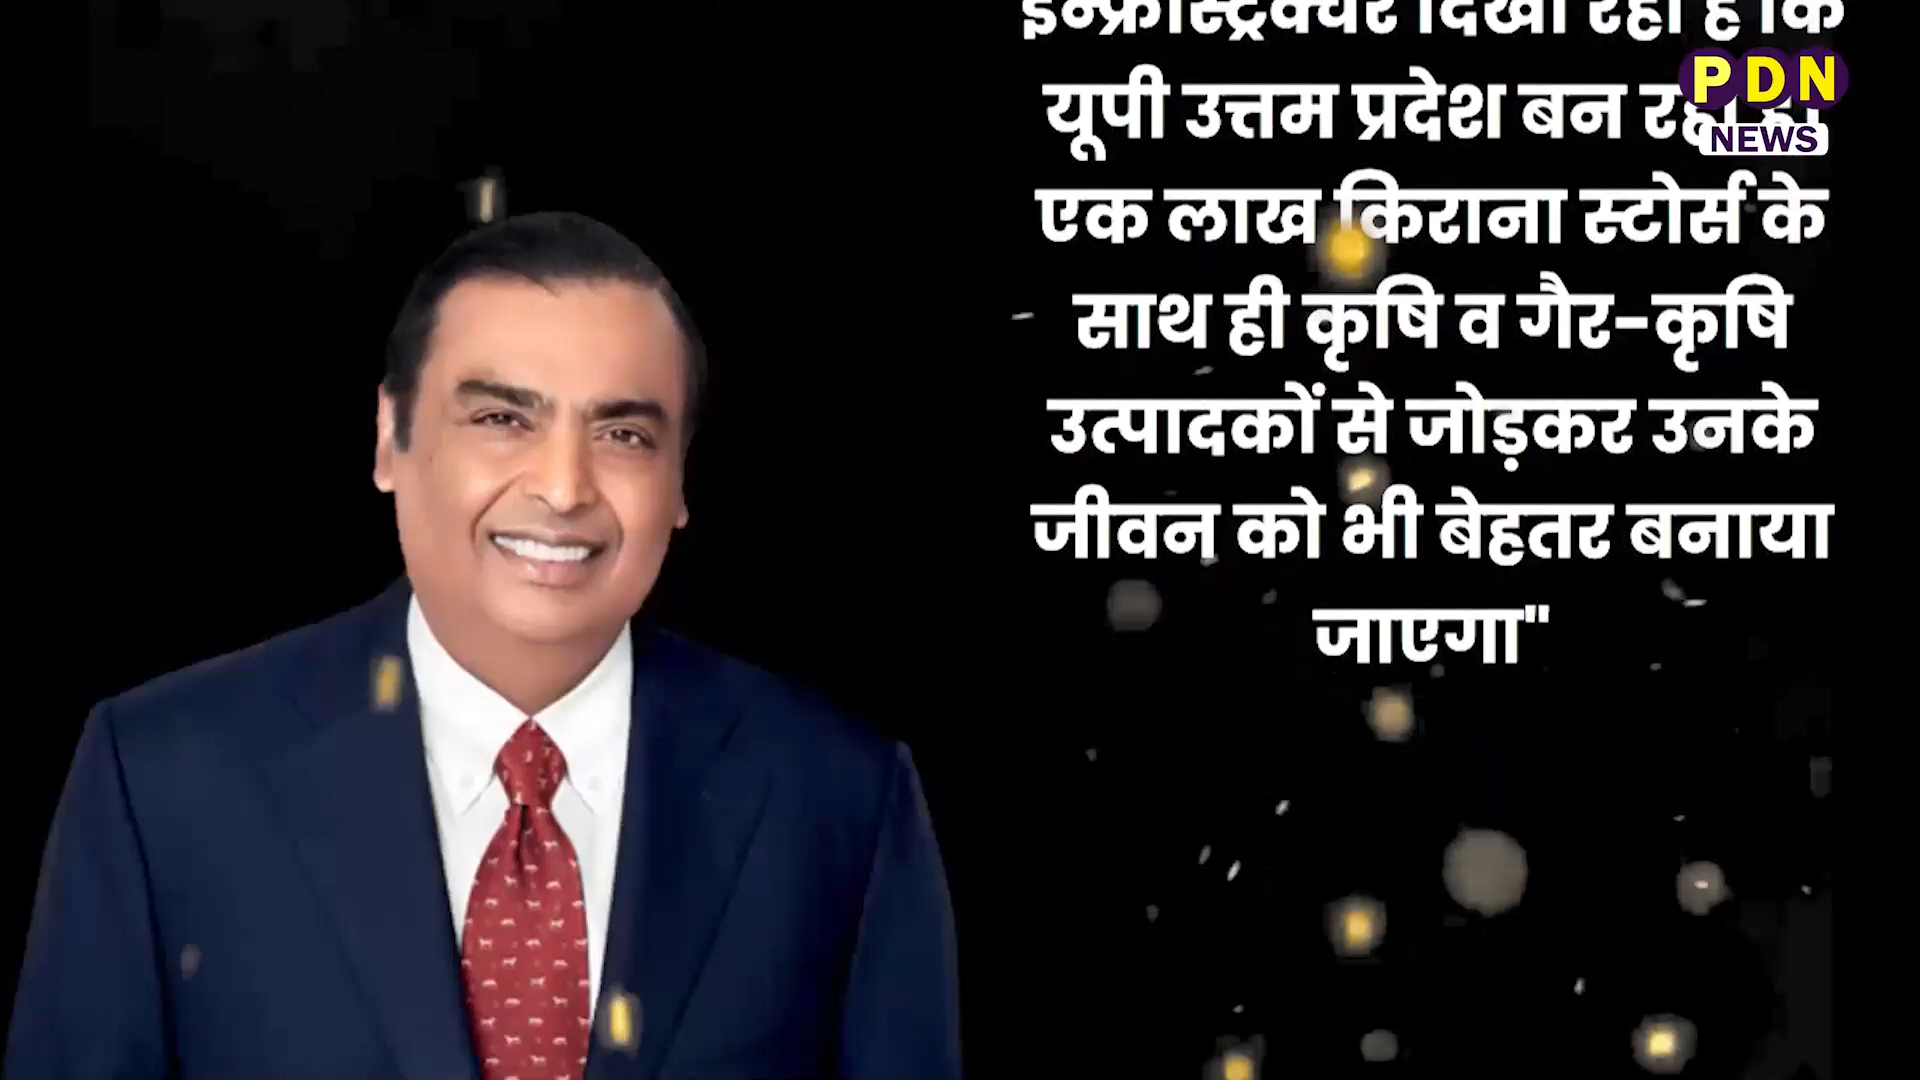 इन्फ्रास्ट्रक्चर दिखा रहा है कि
यूपी उत्तम प्रदेश बन रहा है।
एक लाख किराना स्टोर्स के
साथ ही कृषि व गैर-कृषि
उत्पादकों से जोड़कर उनके
जीवन को भी बेहतर बनाया
जाएगा"
PDN
NEWS